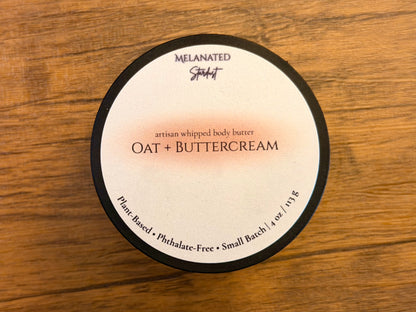 MELANATED
Stardust
artisan whipped body butter
OAT + BUTTERCREAM
Plant-Based • Phthalate-Free • Small Batch | 4 oz / 113 g